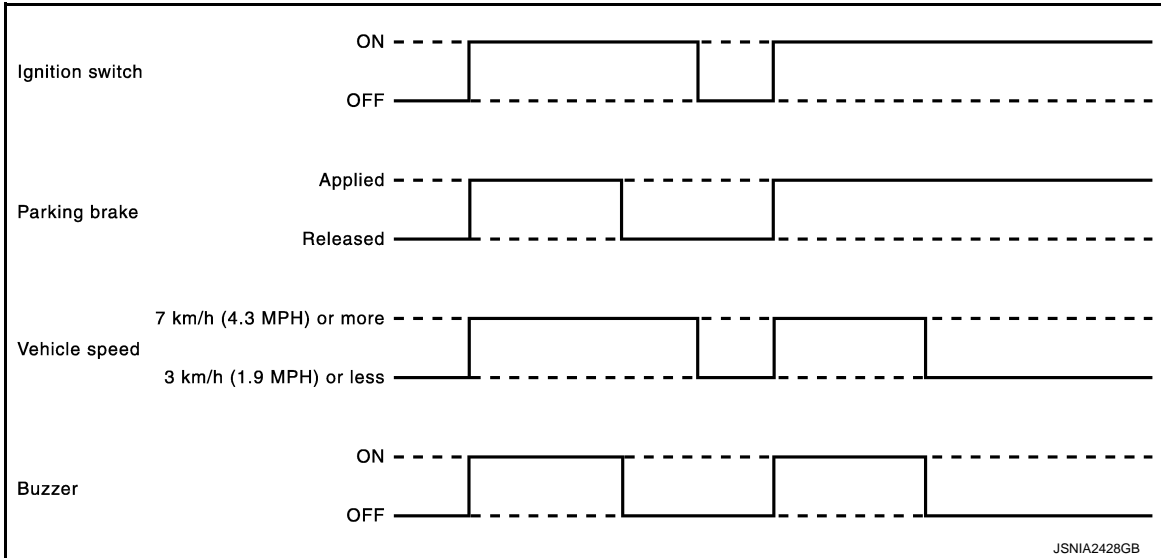 ON
Ignition switch
OFF
Applied
Parking brake
Released
7 km/h (4.3 MPH) or more
Vehicle speed
3 km/h (1.9 MPH) or less
ON
Buzzer
OFF
JSNIA2428GB